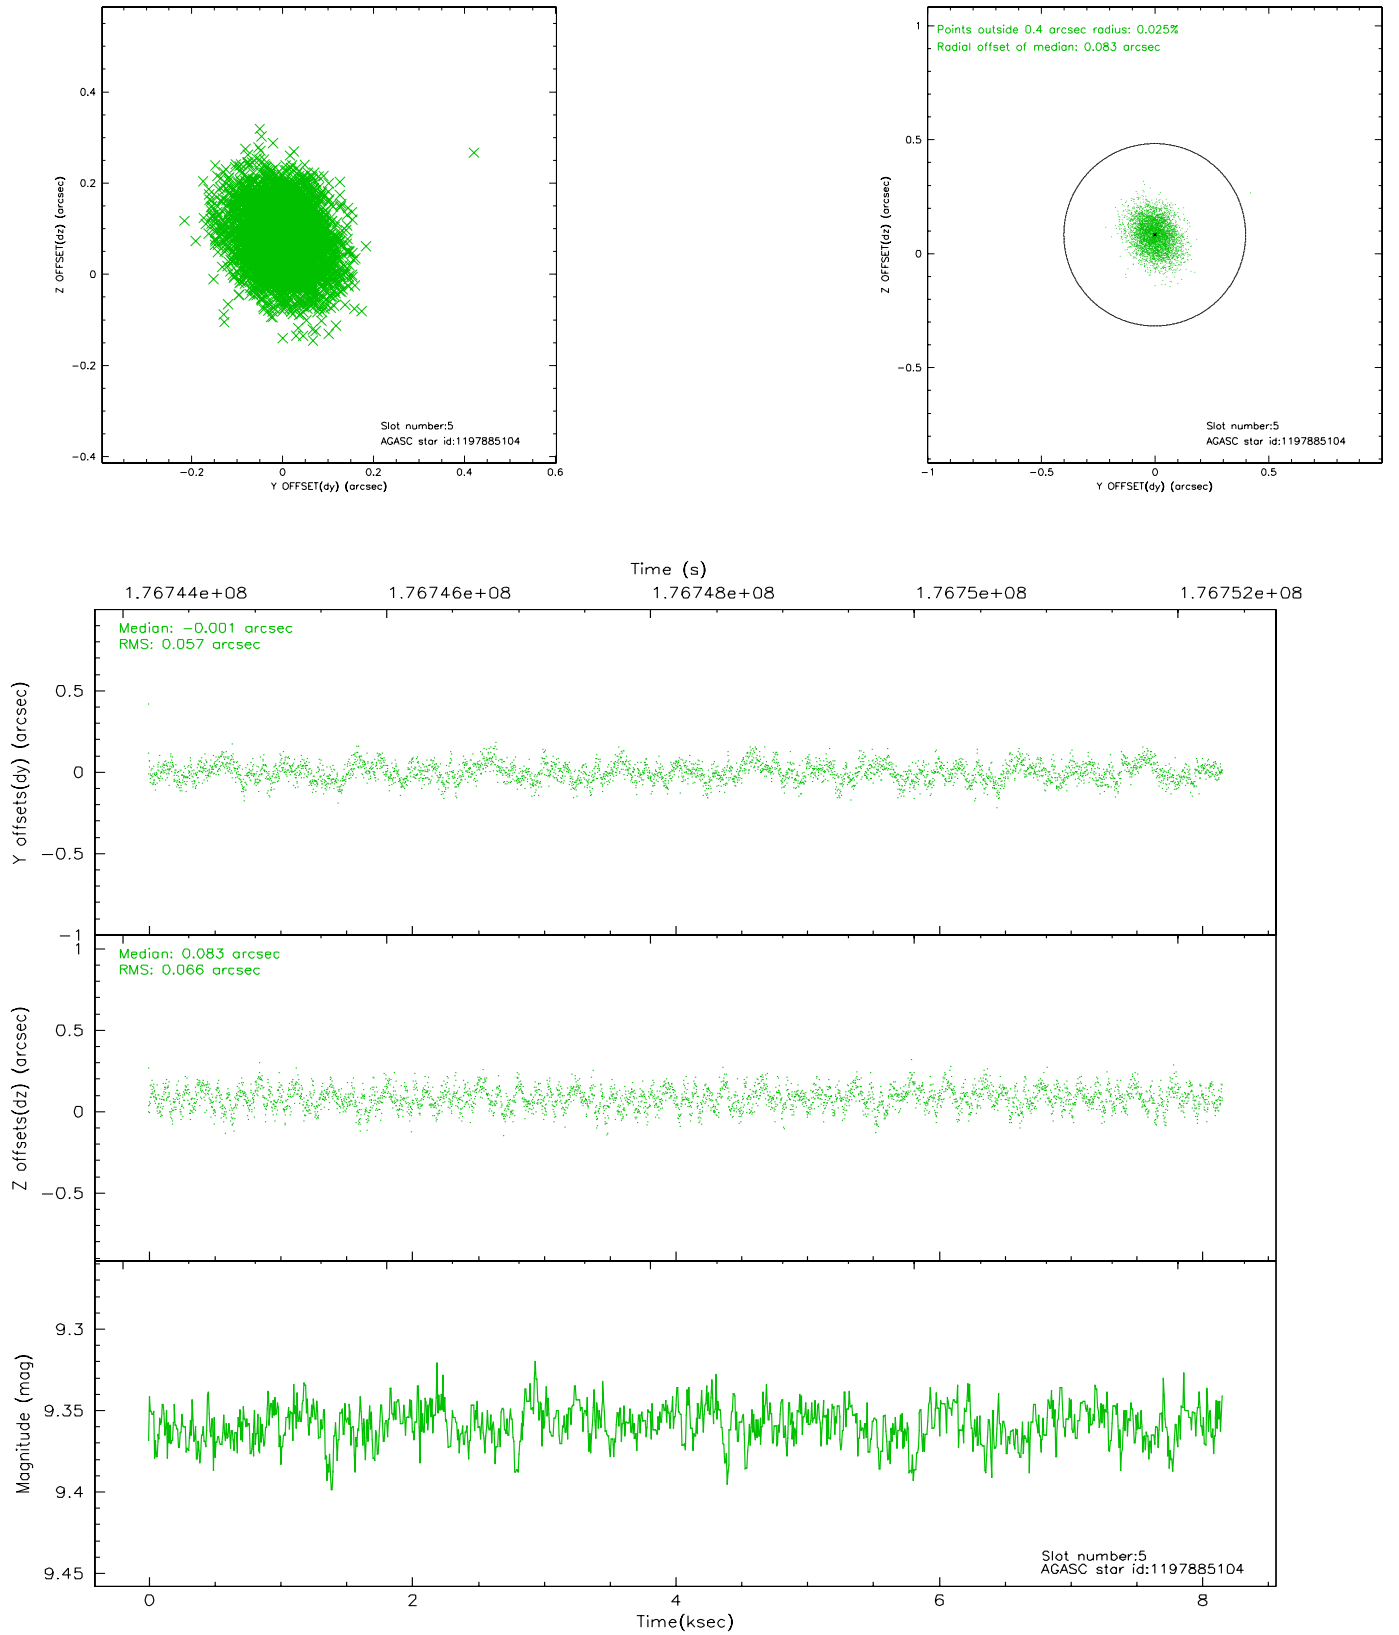 0.4
0.2
0
−0.2
−0.4
Z OFFSET(dz) (arcsec)
Slot number:5
AGASC star id:1197885104
−0.2 0 0.2 0.4 0.6
Y OFFSET(dy) (arcsec)
Points outside 0.4 arcsec radius: 0.025%
Radial offset of median: 0.083 arcsec
1
0.5
0
−0.5
Z OFFSET(dz) (arcsec)
Slot number:5
AGASC star id:1197885104
−1 −0.5 0 0.5
Y OFFSET(dy) (arcsec)
Time (s)
1.76744e+08 1.76746e+08 1.76748e+08 1.7675e+08 1.76752e+08
Median: −0.001 arcsec
RMS: 0.057 arcsec
0.5
0
−0.5
−1
Y offsets(dy) (arcsec)
Median: 0.083 arcsec
RMS: 0.066 arcsec
1
0.5
0
−0.5
Z offsets(dz) (arcsec)
9.3
9.35
9.4
9.45
Magnitude (mag)
Slot number:5
AGASC star id:1197885104
0 2 4 6 8
Time(ksec)